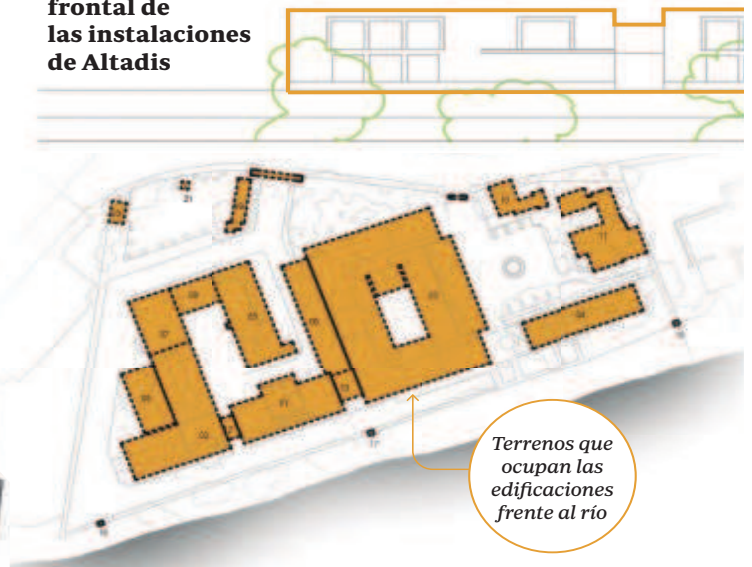 frontal de
las instalaciones
de Altadis
Terrenos que
ocupan las
edificaciones
frente al río